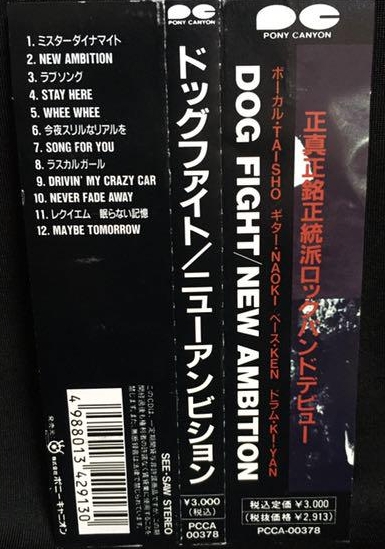 1. ミスターダイナマイト
2. NEW AMBITION
3. ラブソング
4. STAY HERE
5. WHEE WHEE
6. 今夜スリルなリアルを
7. SONG FOR YOU
8. ラスカルガール
9. DRIVIN' MY CRAZY CAR
10. NEVER FADE AWAY
11. レクイエム 眠らない記憶
12. MAYBE TOMORROW
SEE-SAW STEREO
発売元
株式会社ポニーキャニオン
4 988013 429130
PONY CANYON
ドッグファイト/ニューアンビション
¥3,000
(税込)
PCCA
00378
PONY CANYON
正真正銘正統派ロックバンドデビュー
ボーカル・TAISHO ギター・NAOKI ベース・KEN ドラム・KI-YAN
DOG FIGHT/NEW AMBITION
税込定価 ¥3,000
(税抜価格 ¥2,913)
PCCA-00378